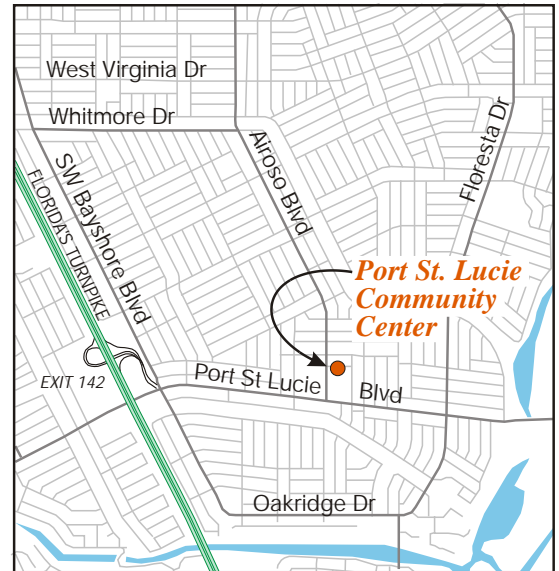 West Virginia Dr
Whitmore Dr
Floresta Dr
Airoso Blvd
SW Bayshore Blvd
FLORIDA'S TURNPIKE
Port St. Lucie
Community
Center
EXIT 142
Port St Lucie Blvd
Oakridge Dr